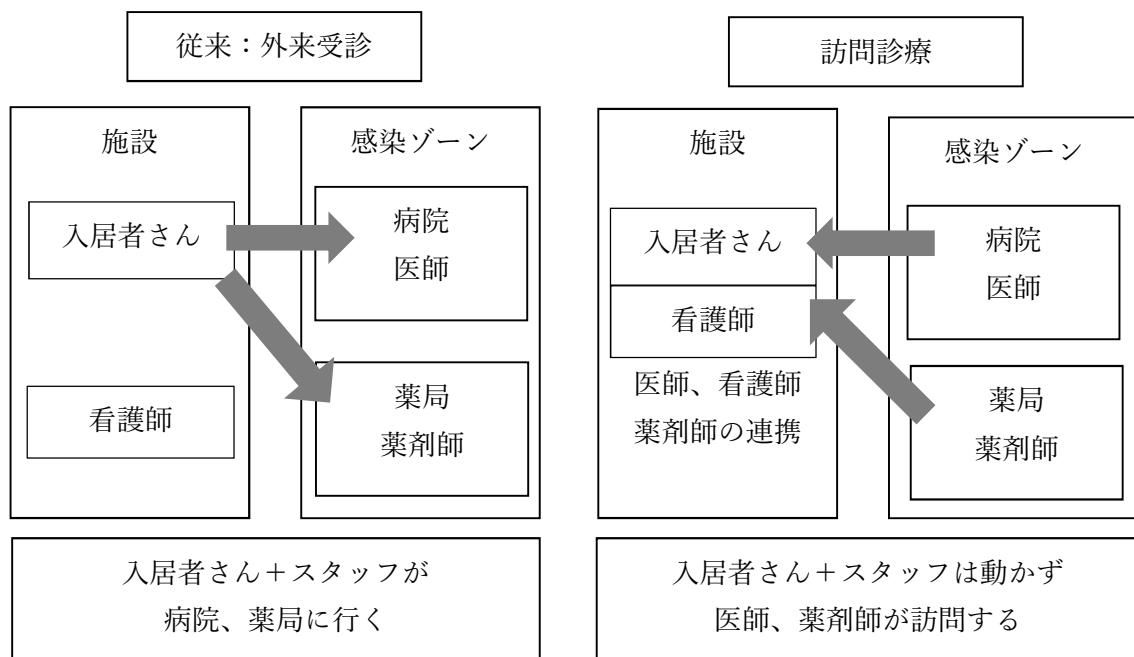 従来：外来受診
施設
入居者さん
看護師
感染ゾーン
病院
医師
薬局
薬剤師
入居者さん＋スタッフが
病院、薬局に行く
訪問診療
施設
入居者さん
看護師
医師、看護師
薬剤師の連携
感染ゾーン
病院
医師
薬局
薬剤師
入居者さん＋スタッフは動かず
医師、薬剤師が訪問する